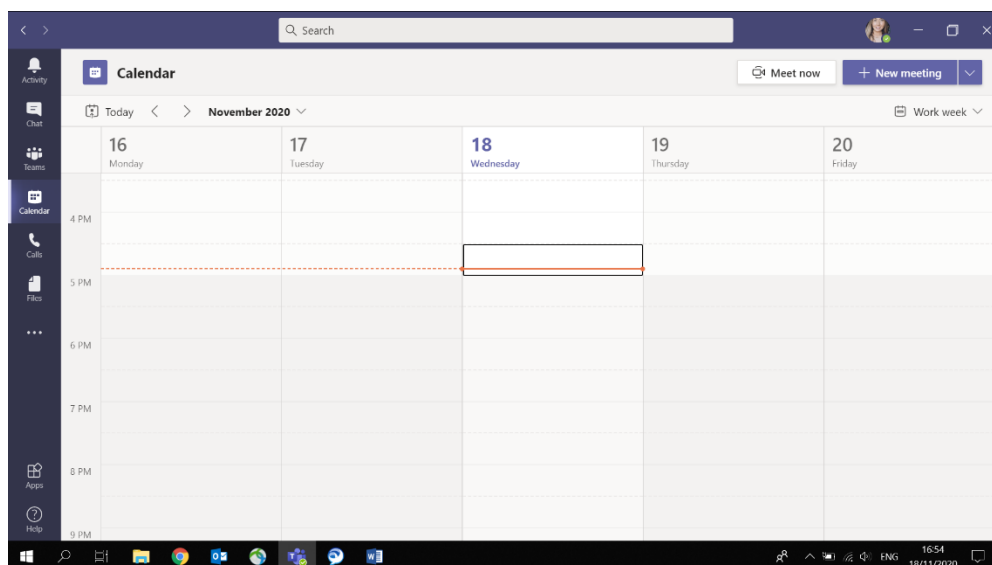 Search
Activity
Chat
Teams
Calendar
Calls
Files
Apps
Help
Calendar
Meet now
+ New meeting
Today
November 2020
Work week
16
Monday
17
Tuesday
18
Wednesday
19
Thursday
20
Friday
4 PM
5 PM
6 PM
7 PM
8 PM
9 PM
ENG
16:54
18/11/2020